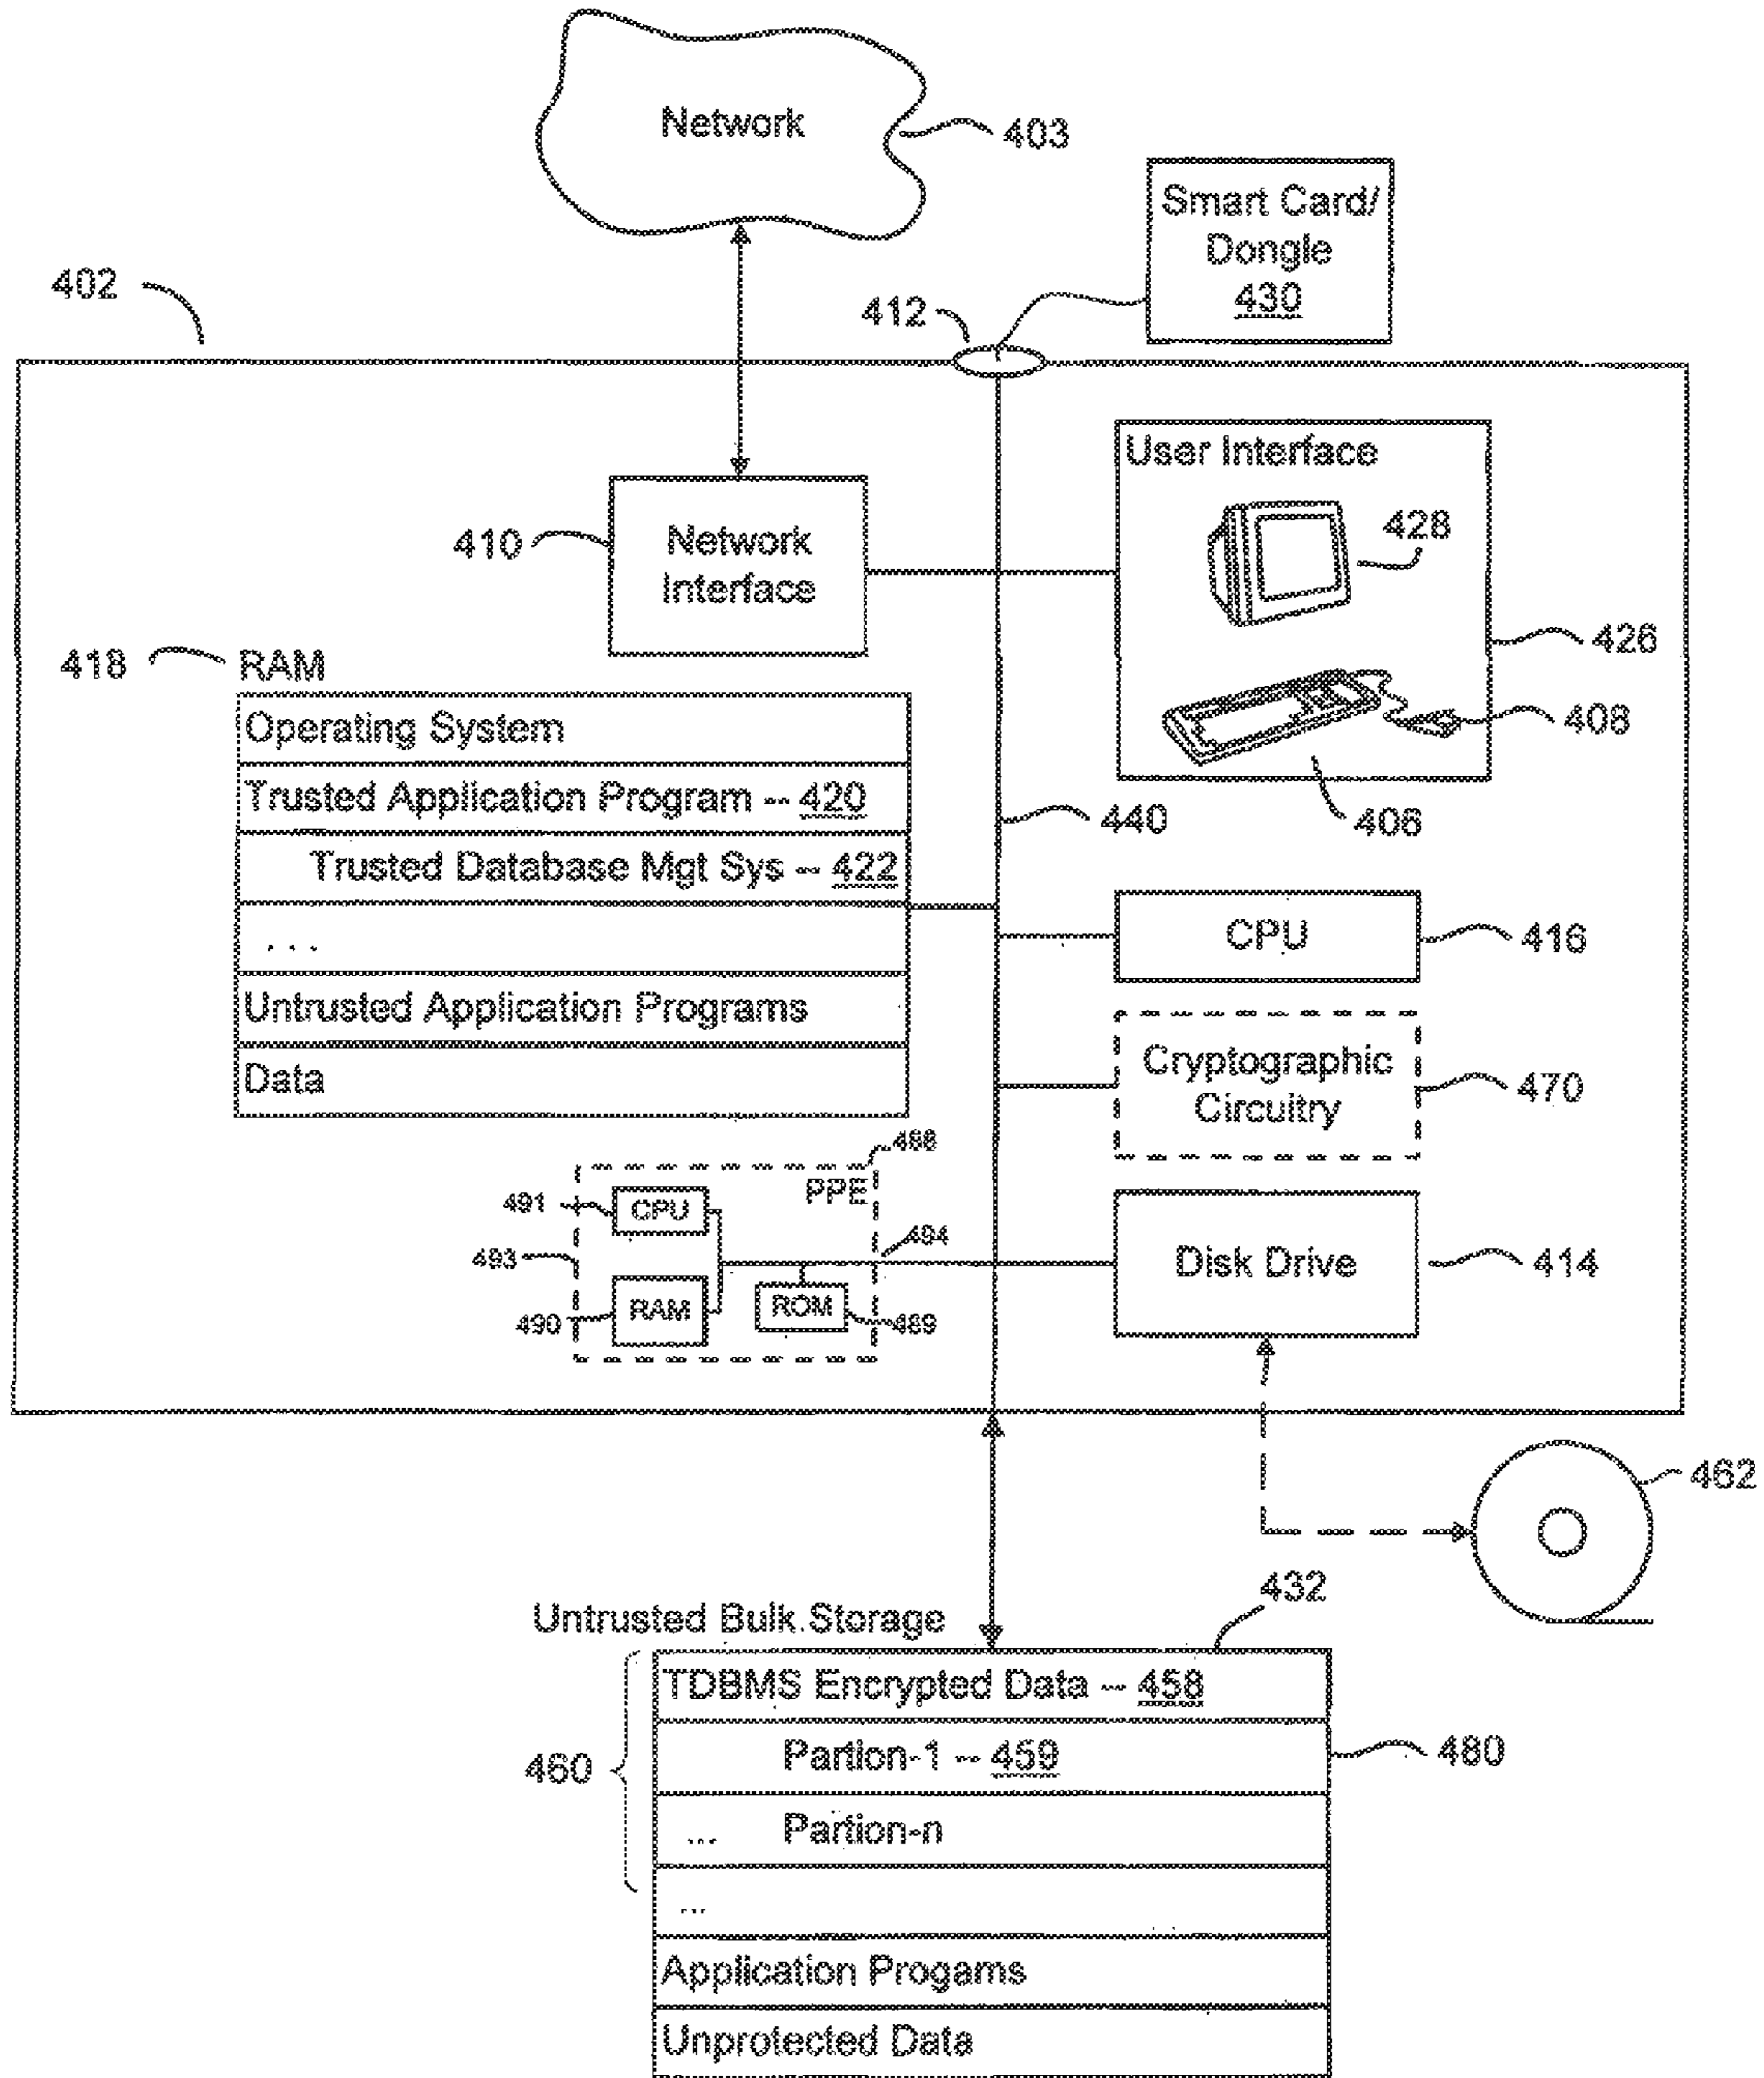 Network
403
Smart Card/
Dongle
430
402
412
User Interface
428
410
Network
Interface
426
418
RAM
408
Operating System
Trusted Application Program -- 420
440
406
Trusted Database Mgt Sys -- 422
CPU
416
. . .
Untrusted Application Programs
Cryptographic
Circuitry
470
Data
488
PPE
491
CPU
494
493
Disk Drive
414
RAM
ROM
490
489
462
432
Untrusted Bulk Storage
TDBMS Encrypted Data -- 458
Partion-1 -- 459
480
460
... Partion-n
...
Application Progams
Unprotected Data